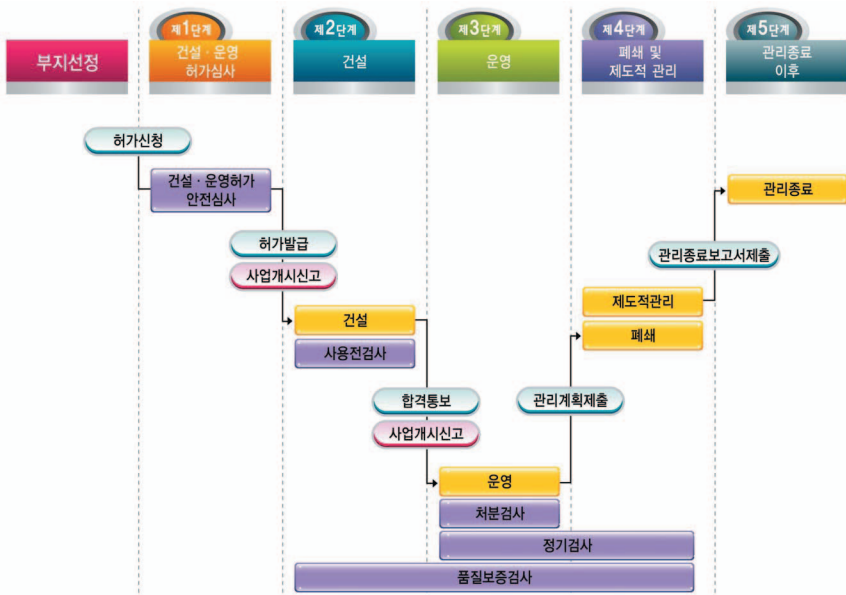 제1단계
제2단계
제3단계
제4단계
제5단계
부지선정
건설 · 운영
허가심사
건설
운영
폐쇄 및
제도적 관리
관리종료
이후
허가신청
건설 · 운영허가
안전심사
관리종료
허가발급
사업개시신고
관리종료보고서제출
제도적관리
건설
폐쇄
사용전검사
합격통보
관리계획제출
사업개시신고
운영
처분검사
정기검사
품질보증검사